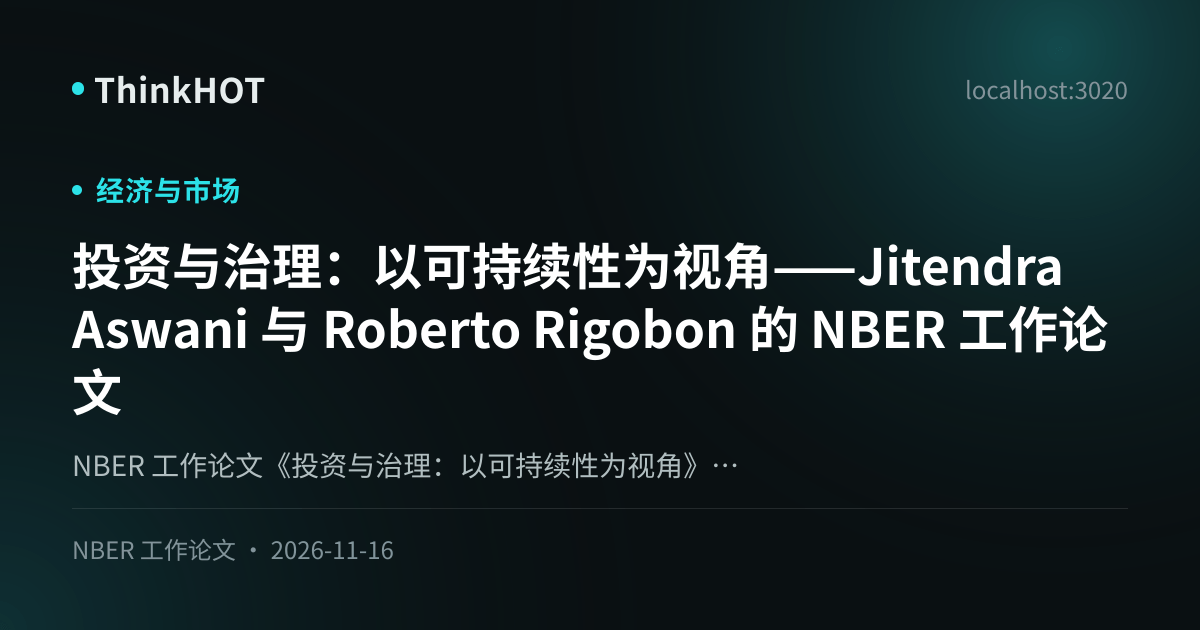 ThinkHOT
localhost:3020
经济与市场
投资与治理：以可持续性为视角——Jitendra
Aswani 与 Roberto Rigobon 的 NBER 工作论
文
NBER 工作论文《投资与治理：以可持续性为视角》…
NBER 工作论文 · 2026-11-16